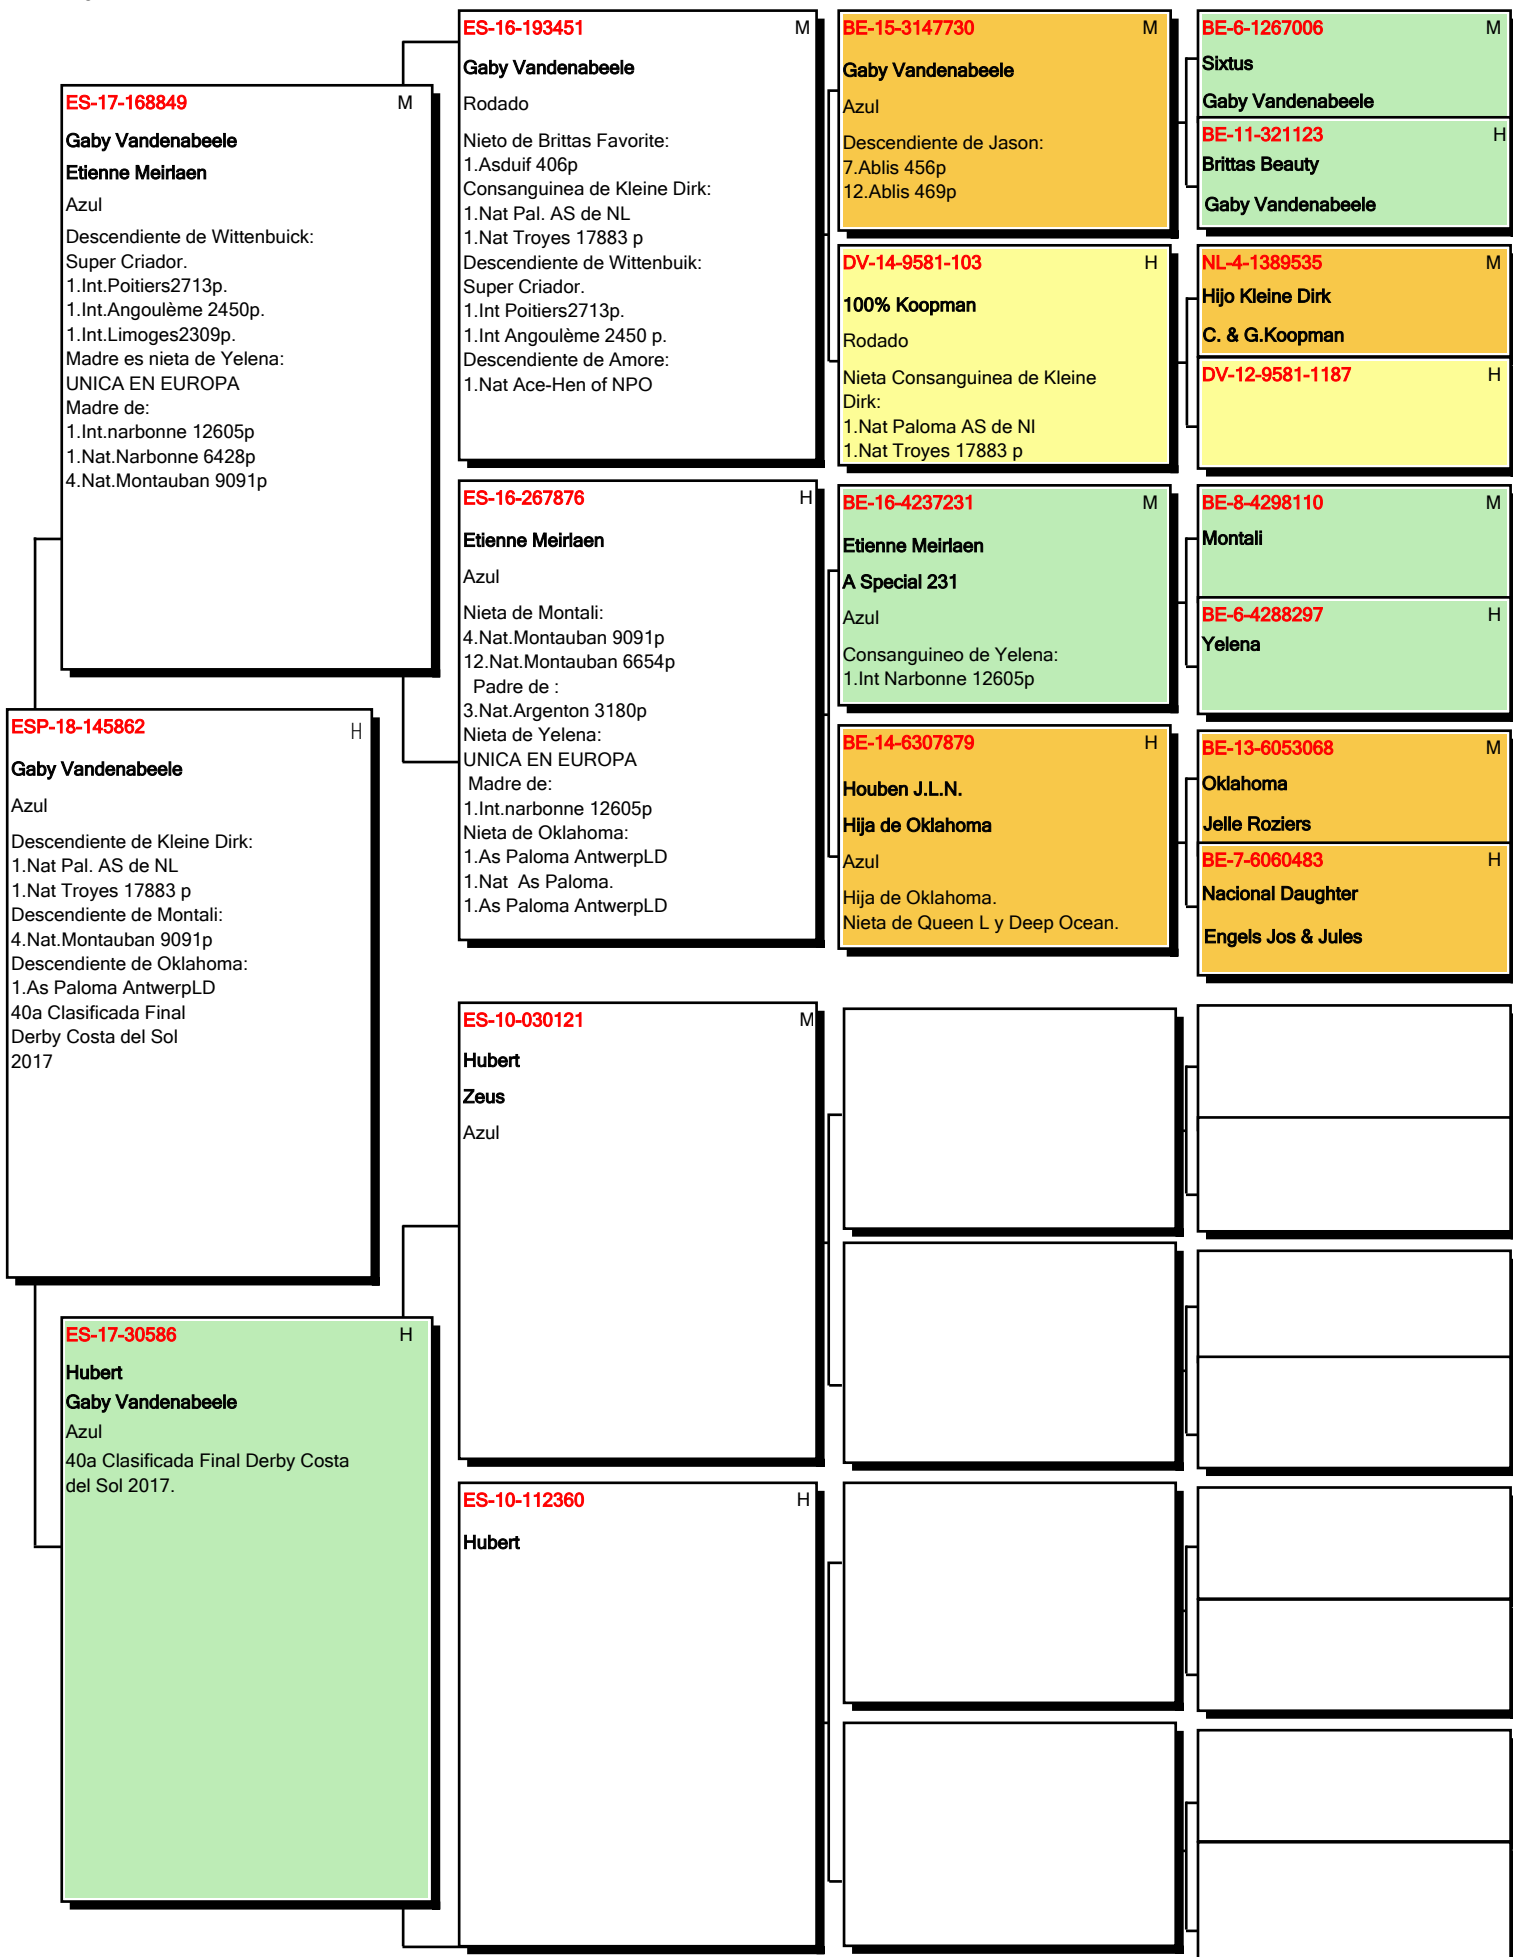 ESP-18-145862 H
Gaby Vandenabeele
Azul
Descendiente de Kleine Dirk:
1.Nat Pal. AS de NL
1.Nat Troyes 17883 p
Descendiente de Montali:
4.Nat.Montauban 9091p
Descendiente de Oklahoma:
1.As Paloma AntwerpLD
40a Clasificada Final
Derby Costa del Sol
2017
ES-17-168849 M
Gaby Vandenabeele
Etienne Meirlaen
Azul
Descendiente de Wittenbuick:
Super Criador.
1.Int.Poitiers2713p.
1.Int.Angoulème 2450p.
1.Int.Limoges2309p.
Madre es nieta de Yelena:
UNICA EN EUROPA
Madre de:
1.Int.narbonne 12605p
1.Nat.Narbonne 6428p
4.Nat.Montauban 9091p
ES-17-30586 H
Hubert
Gaby Vandenabeele
Azul
40a Clasificada Final Derby Costa
del Sol 2017.
ES-16-193451 M
Gaby Vandenabeele
Rodado
Nieto de Brittas Favorite:
1.Asduif 406p
Consanguinea de Kleine Dirk:
1.Nat Pal. AS de NL
1.Nat Troyes 17883 p
Descendiente de Wittenbuik:
Super Criador.
1.Int Poitiers2713p.
1.Int Angoulème 2450 p.
Descendiente de Amore:
1.Nat Ace-Hen of NPO
ES-16-267876 H
Etienne Meirlaen
Azul
Nieta de Montali:
4.Nat.Montauban 9091p
12.Nat.Montauban 6654p
Padre de :
3.Nat.Argenton 3180p
Nieta de Yelena:
UNICA EN EUROPA
Madre de:
1.Int.narbonne 12605p
Nieta de Oklahoma:
1.As Paloma AntwerpLD
1.Nat As Paloma.
1.As Paloma AntwerpLD
ES-10-030121 M
Hubert
Zeus
Azul
ES-10-112360 H
Hubert
BE-15-3147730 M
Gaby Vandenabeele
Azul
Descendiente de Jason:
7.Ablis 456p
12.Ablis 469p
DV-14-9581-103 H
100% Koopman
Rodado
Nieta Consanguinea de Kleine
Dirk:
1.Nat Paloma AS de Nl
1.Nat Troyes 17883 p
BE-16-4237231 M
Etienne Meirlaen
A Special 231
Azul
Consanguineo de Yelena:
1.Int Narbonne 12605p
BE-14-6307879 H
Houben J.L.N.
Hija de Oklahoma
Azul
Hija de Oklahoma.
Nieta de Queen L y Deep Ocean.
BE-6-1267006 M
Sixtus
Gaby Vandenabeele
BE-11-321123 H
Brittas Beauty
Gaby Vandenabeele
NL-4-1389535 M
Hijo Kleine Dirk
C. & G.Koopman
DV-12-9581-1187 H
BE-8-4298110 M
Montali
BE-6-4288297 H
Yelena
BE-13-6053068 M
Oklahoma
Jelle Roziers
BE-7-6060483 H
Nacional Daughter
Engels Jos & Jules